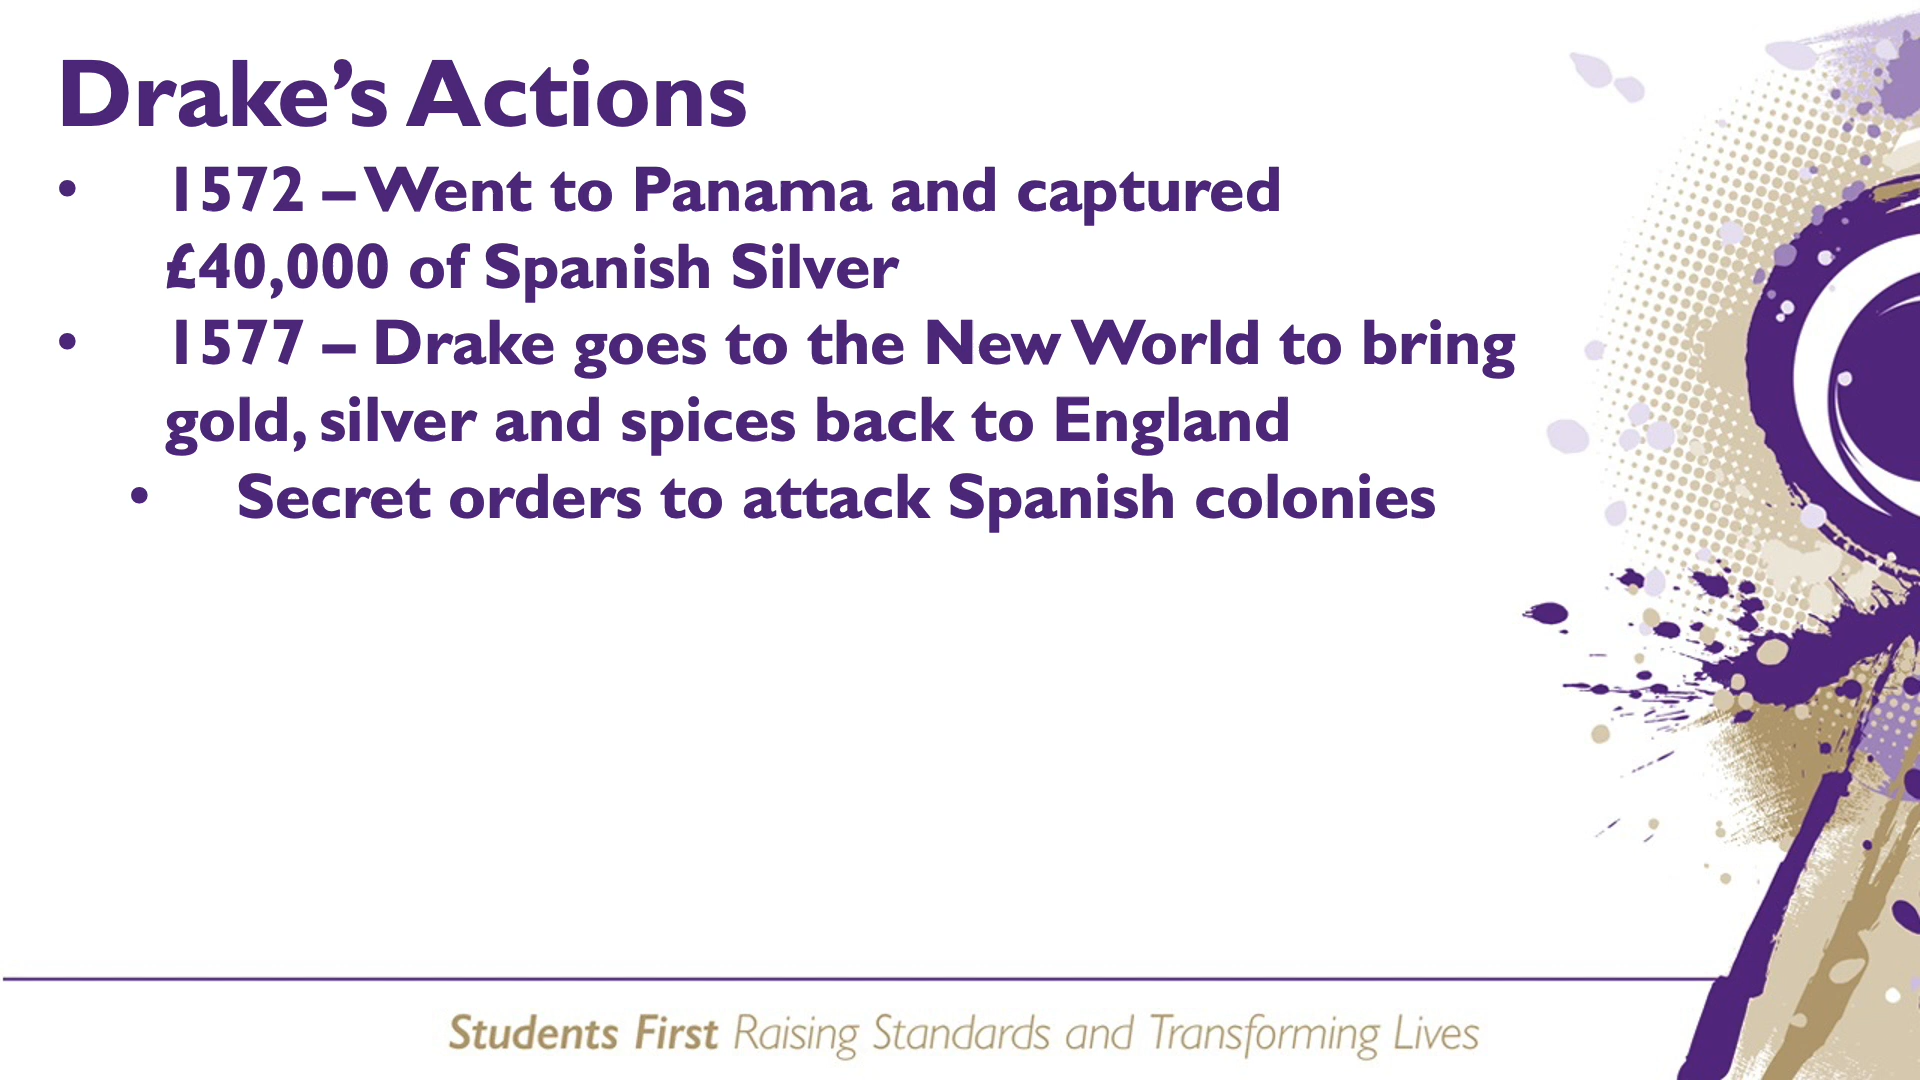 Drake’s Actions
• 1572 – Went to Panama and captured
£40,000 of Spanish Silver
• 1577 – Drake goes to the New World to bring
gold, silver and spices back to England
• Secret orders to attack Spanish colonies
Students First Raising Standards and Transforming Lives